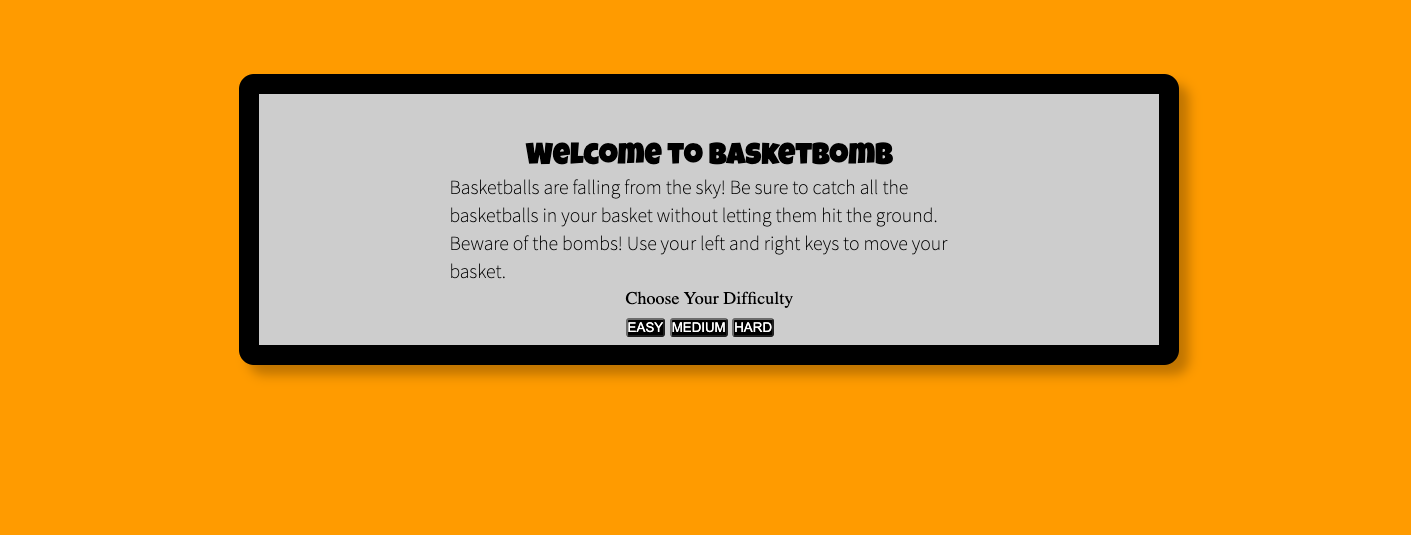 Welcome To BasketBomb
Basketballs are falling from the sky! Be sure to catch all the
basketballs in your basket without letting them hit the ground.
Beware of the bombs! Use your left and right keys to move your
basket.
Choose Your Difficulty
EASY MEDIUM HARD